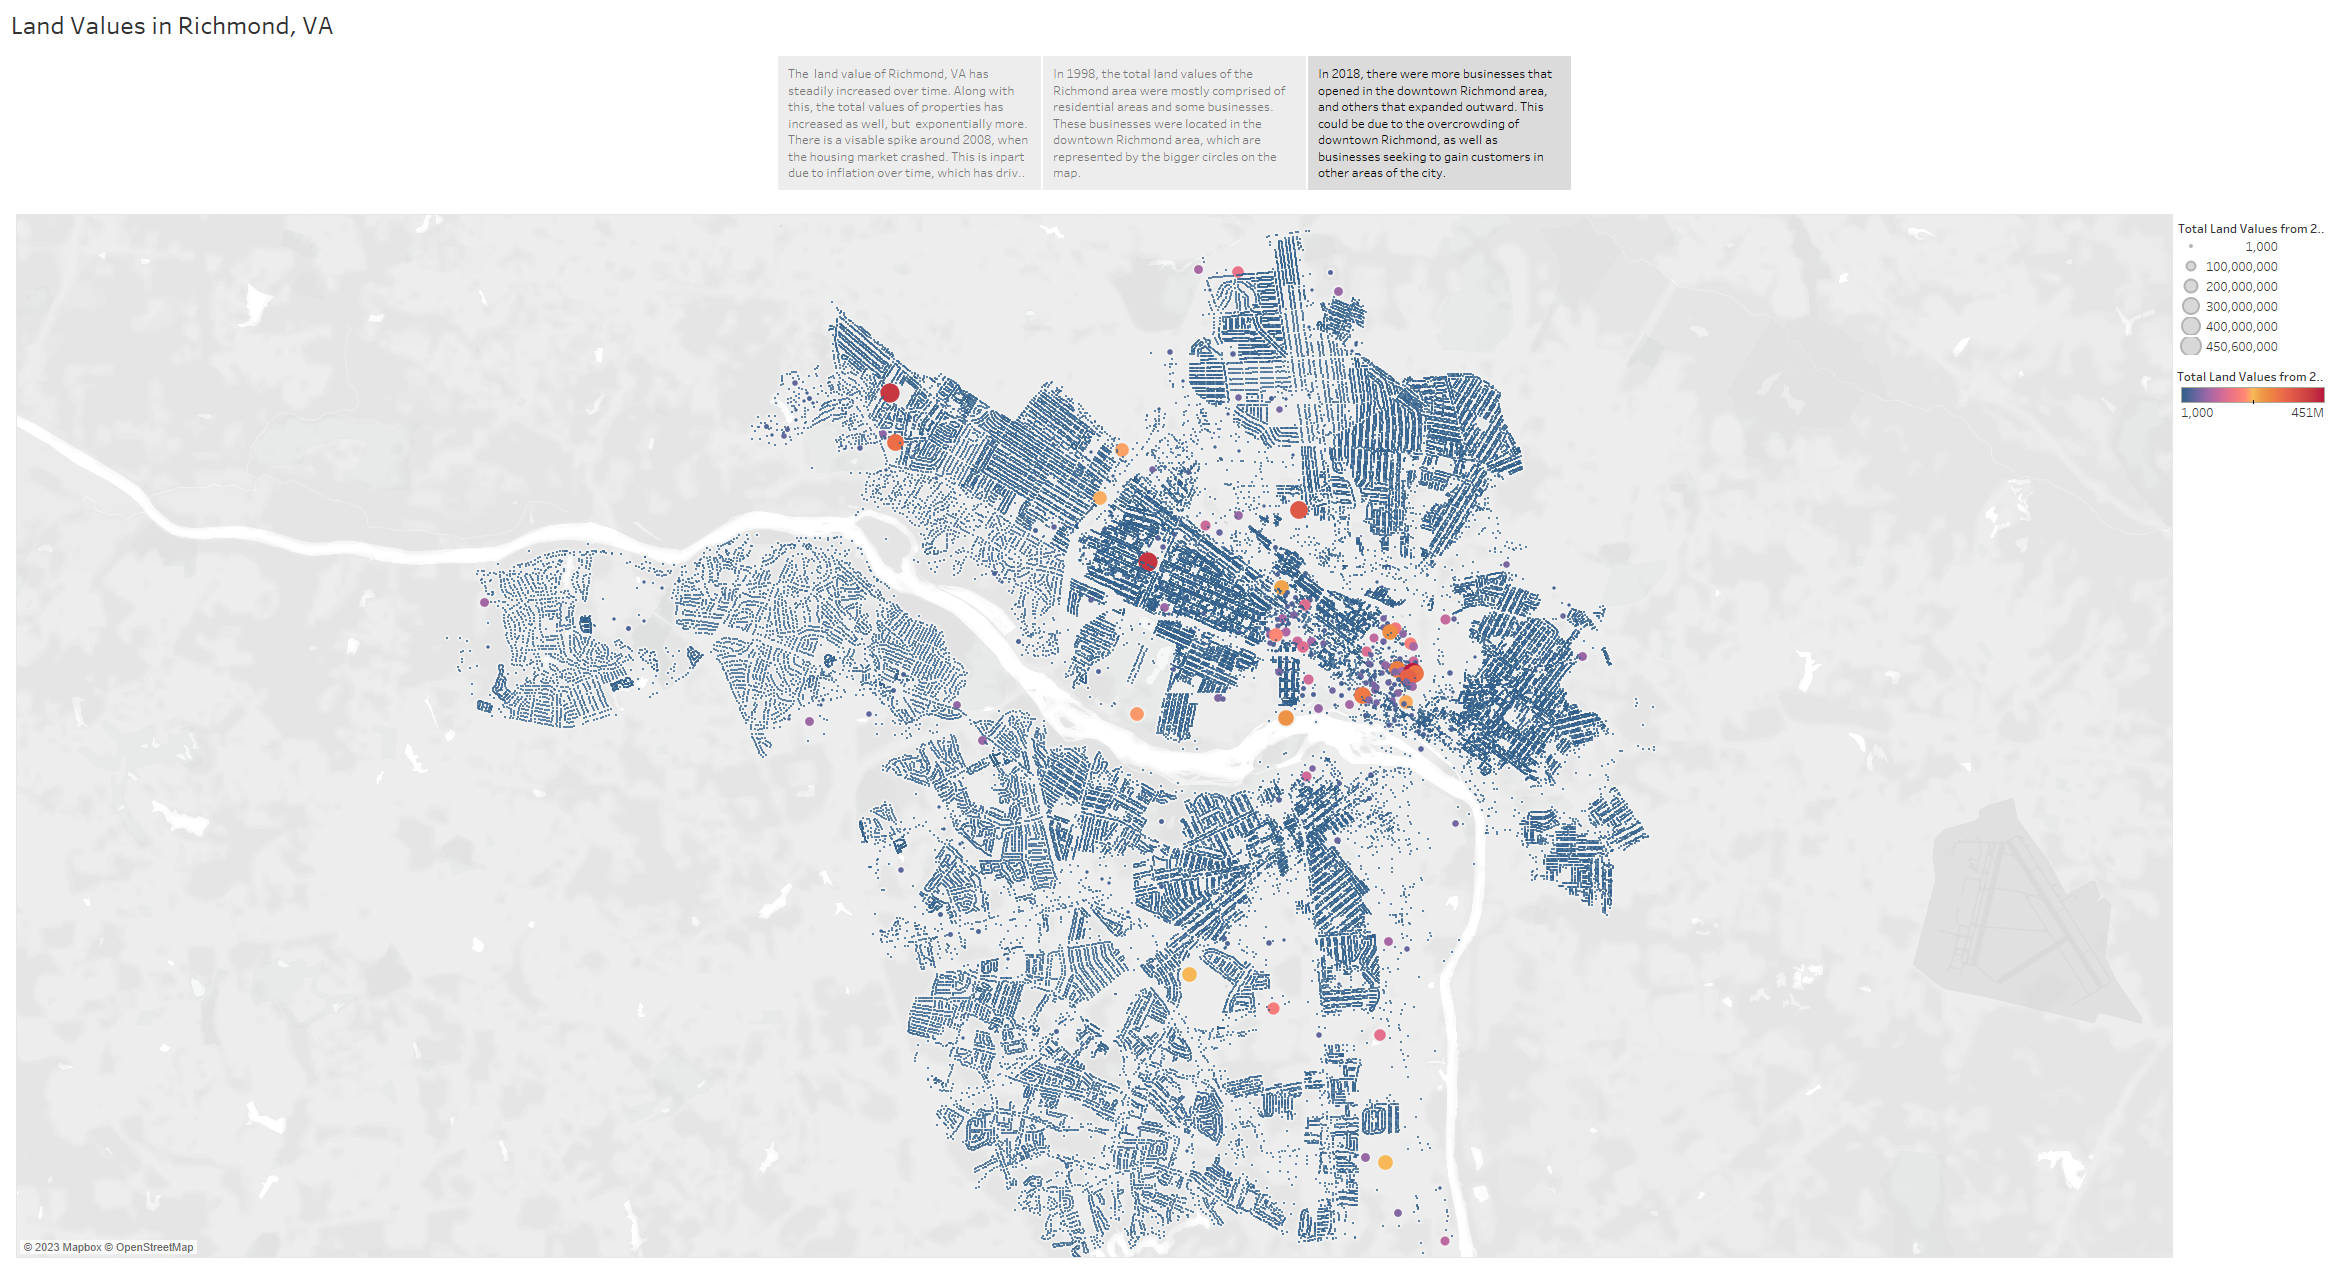 Land Values in Richmond, VA
The  land value of Richmond, VA has
steadily increased over time. Along with
this, the total values of properties has
increased as well, but  exponentially more.
There is a visable spike around 2008, when
the housing market crashed. This is inpart
due to inflation over time, which has driv..
In 1998, the total land values of the
Richmond area were mostly comprised of
residential areas and some businesses.
These businesses were located in the
downtown Richmond area, which are
represented by the bigger circles on the
map.
In 2018, there were more businesses that
opened in the downtown Richmond area,
and others that expanded outward. This
could be due to the overcrowding of
downtown Richmond, as well as
businesses seeking to gain customers in
other areas of the city.
Total Land Values from 2..
1,000
100,000,000
200,000,000
300,000,000
400,000,000
450,600,000
Total Land Values from 2..
1,000 451M
© 2023 Mapbox © OpenStreetMap